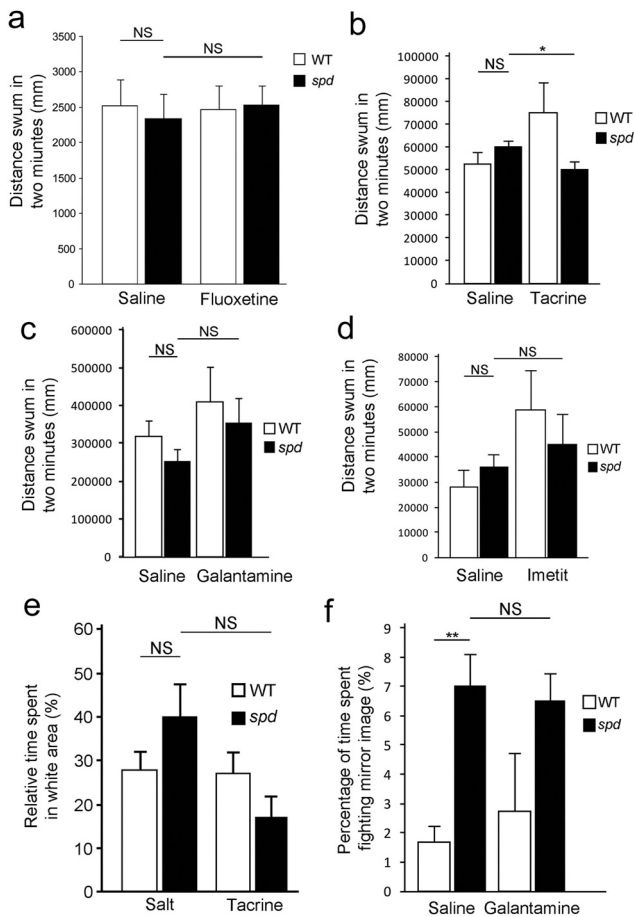 a
Distance swum in
two miuntes (mm)
3500
3000
2500
2000
1500
1000
500
0
NS
NS
WT
spd
Saline
Fluoxetine
b
Distance swum in
two minutes (mm)
100000
90000
80000
70000
60000
50000
40000
30000
20000
10000
0
NS
*
WT
spd
Saline
Tacrine
c
Distance swum in
two minutes (mm)
600000
500000
400000
300000
200000
100000
0
NS
NS
WT
spd
Saline
Galantamine
d
Distance swum in
two minutes (mm)
80000
70000
60000
50000
40000
30000
20000
10000
0
NS
NS
WT
spd
Saline
Imetit
e
Relative time spent
in white area (%)
60
50
40
30
20
10
0
NS
NS
WT
spd
Salt
Tacrine
f
Percentage of time spent
fighting mirror image (%)
9
8
7
6
5
4
3
2
1
0
**
NS
WT
spd
Saline
Galantamine